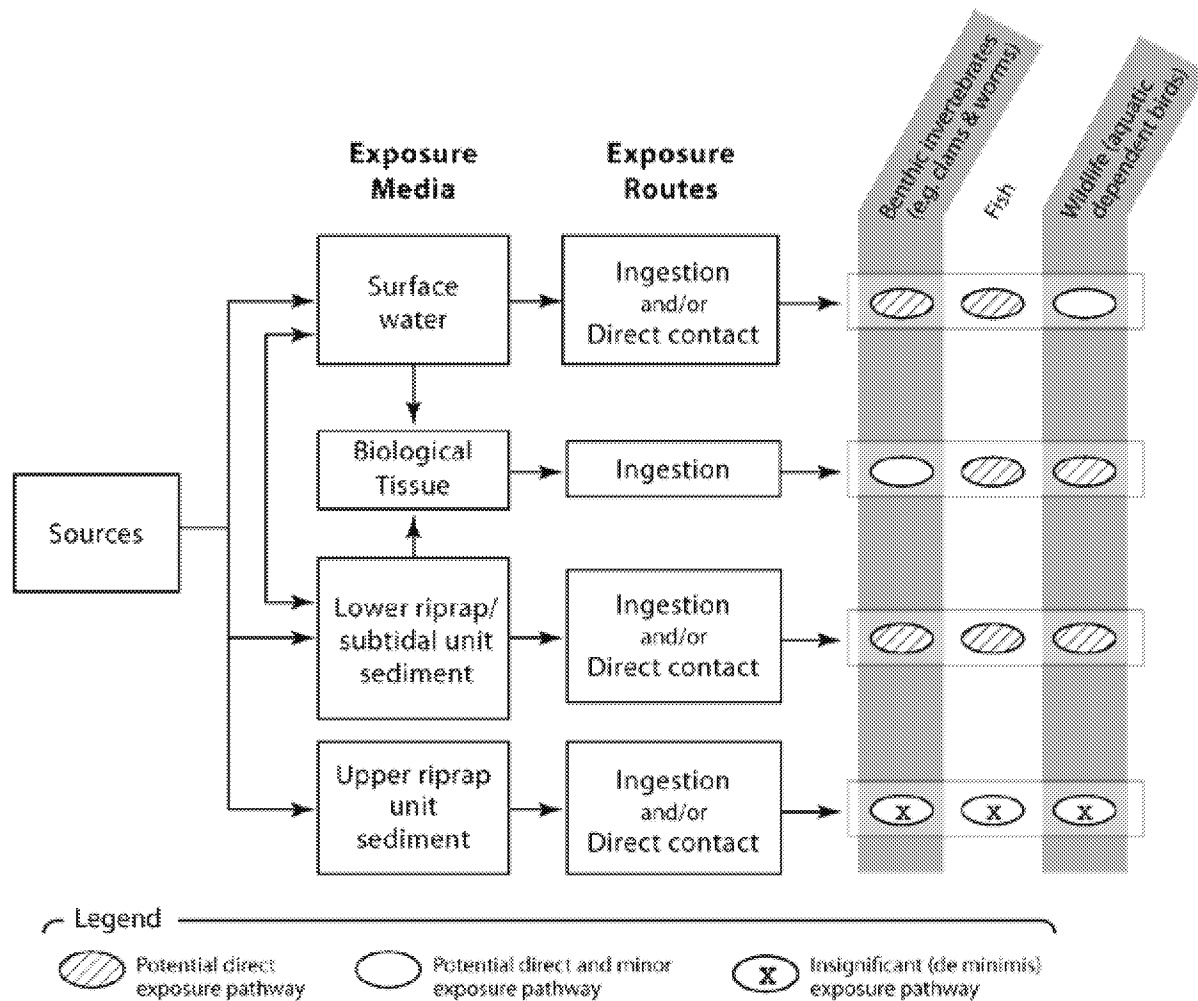 Exposure
Media
Exposure
Routes
Benthic invertebrates
(e.g. clams & worms)
Fish
Wildlife (aquatic
dependent birds)
Surface
water
Ingestion
and/or
Direct contact
Biological
Tissue
Ingestion
Sources
Lower riprap/
subtidal unit
sediment
Ingestion
and/or
Direct contact
Upper riprap
unit
sediment
Ingestion
and/or
Direct contact
x x x
Legend
Potential direct
exposure pathway
Potential direct and minor
exposure pathway
x
Insignificant (de minimis)
exposure pathway